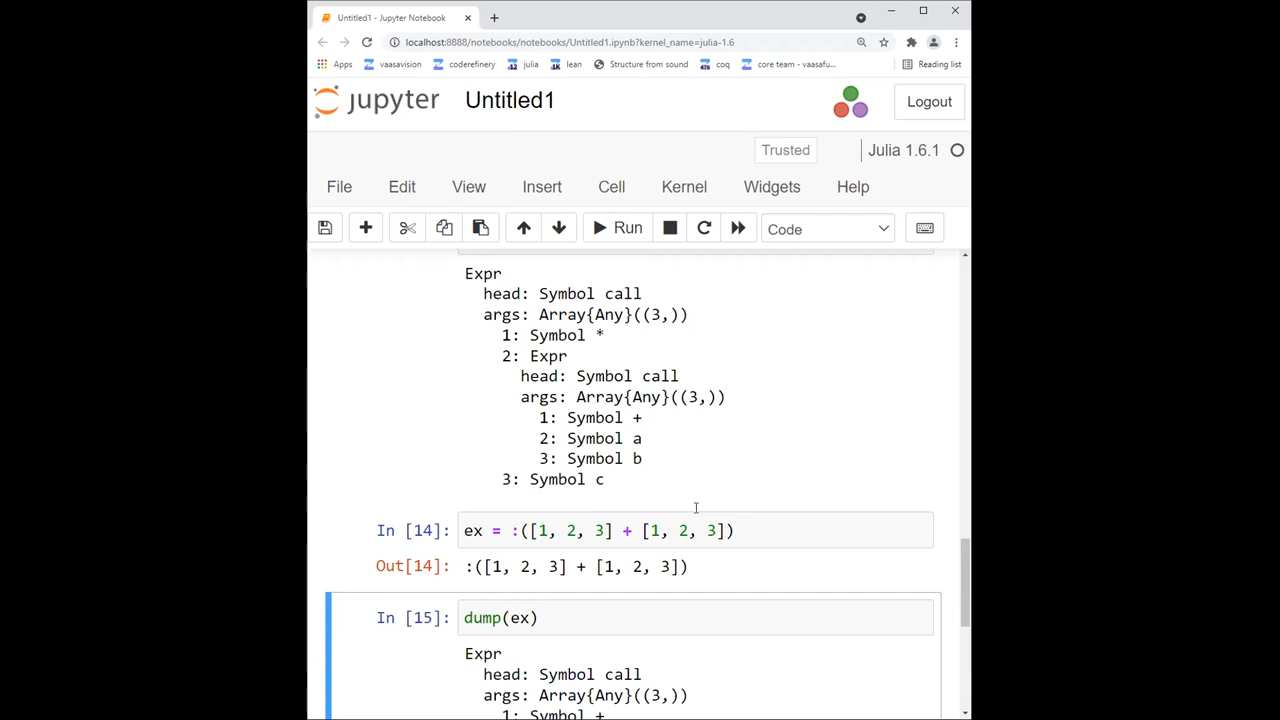 Untitled1 - Jupyter Notebook
localhost:8888/notebooks/notebooks/Untitled1.ipynb?kernel_name=julia-1.6
Apps vaasavision coderefinery julia lean Structure from sound coq core team - vaasafu... Reading list
jupyter Untitled1 Logout
Trusted Julia 1.6.1
File Edit View Insert Cell Kernel Widgets Help
Run Code
Expr
head: Symbol call
args: Array{Any}((3,))
1: Symbol *
2: Expr
head: Symbol call
args: Array{Any}((3,))
1: Symbol +
2: Symbol a
3: Symbol b
3: Symbol c
In [14]: ex = :([1, 2, 3] + [1, 2, 3])
Out[14]: :([1, 2, 3] + [1, 2, 3])
In [15]: dump(ex)
Expr
head: Symbol call
args: Array{Any}((3,))
1: Symbol +